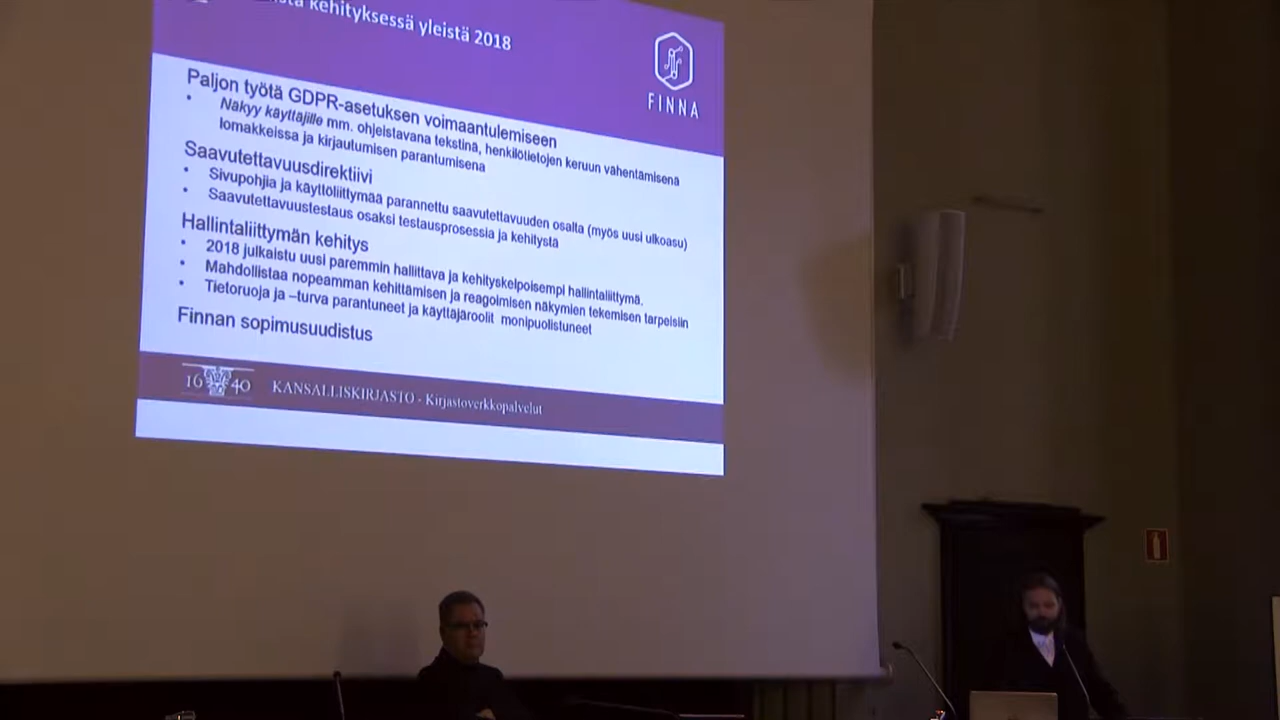 kehityksessä yleistä 2018
FINNA
Paljon työtä GDPR-asetuksen voimaantulemiseen
• Näkyy käyttäjille mm. ohjeistavana tekstinä, henkilötietojen keruun vähentämisenä
lomakkeissa ja kirjautumisen parantumisena
Saavutettavuusdirektiivi
• Sivupohjia ja käyttöliittymää parannettu saavutettavuuden osalta (myös uusi ulkoasu)
• Saavutettavuustestaus osaksi testausprosessia ja kehitystä
Hallintaliittymän kehitys
• 2018 julkaistu uusi paremmin hallittava ja kehityskelpoisempi hallintaliittymä.
• Mahdollistaa nopeamman kehittämisen ja reagoimisen näkymien tekemisen tarpeisiin
• Tietoruoja ja –turva parantuneet ja käyttäjäroolit monipuolistuneet
Finnan sopimusuudistus
16 40
KANSALLISKIRJASTO - Kirjastoverkkopalvelut